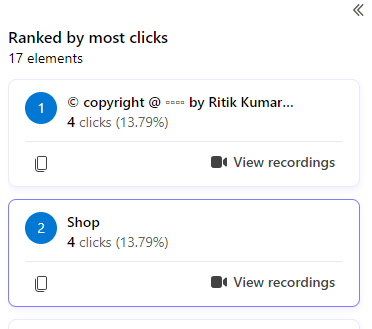 Ranked by most clicks
17 elements
1
© copyright @ ▫▫▫▫ by Ritik Kumar...
4 clicks (13.79%)
View recordings
2
Shop
4 clicks (13.79%)
View recordings